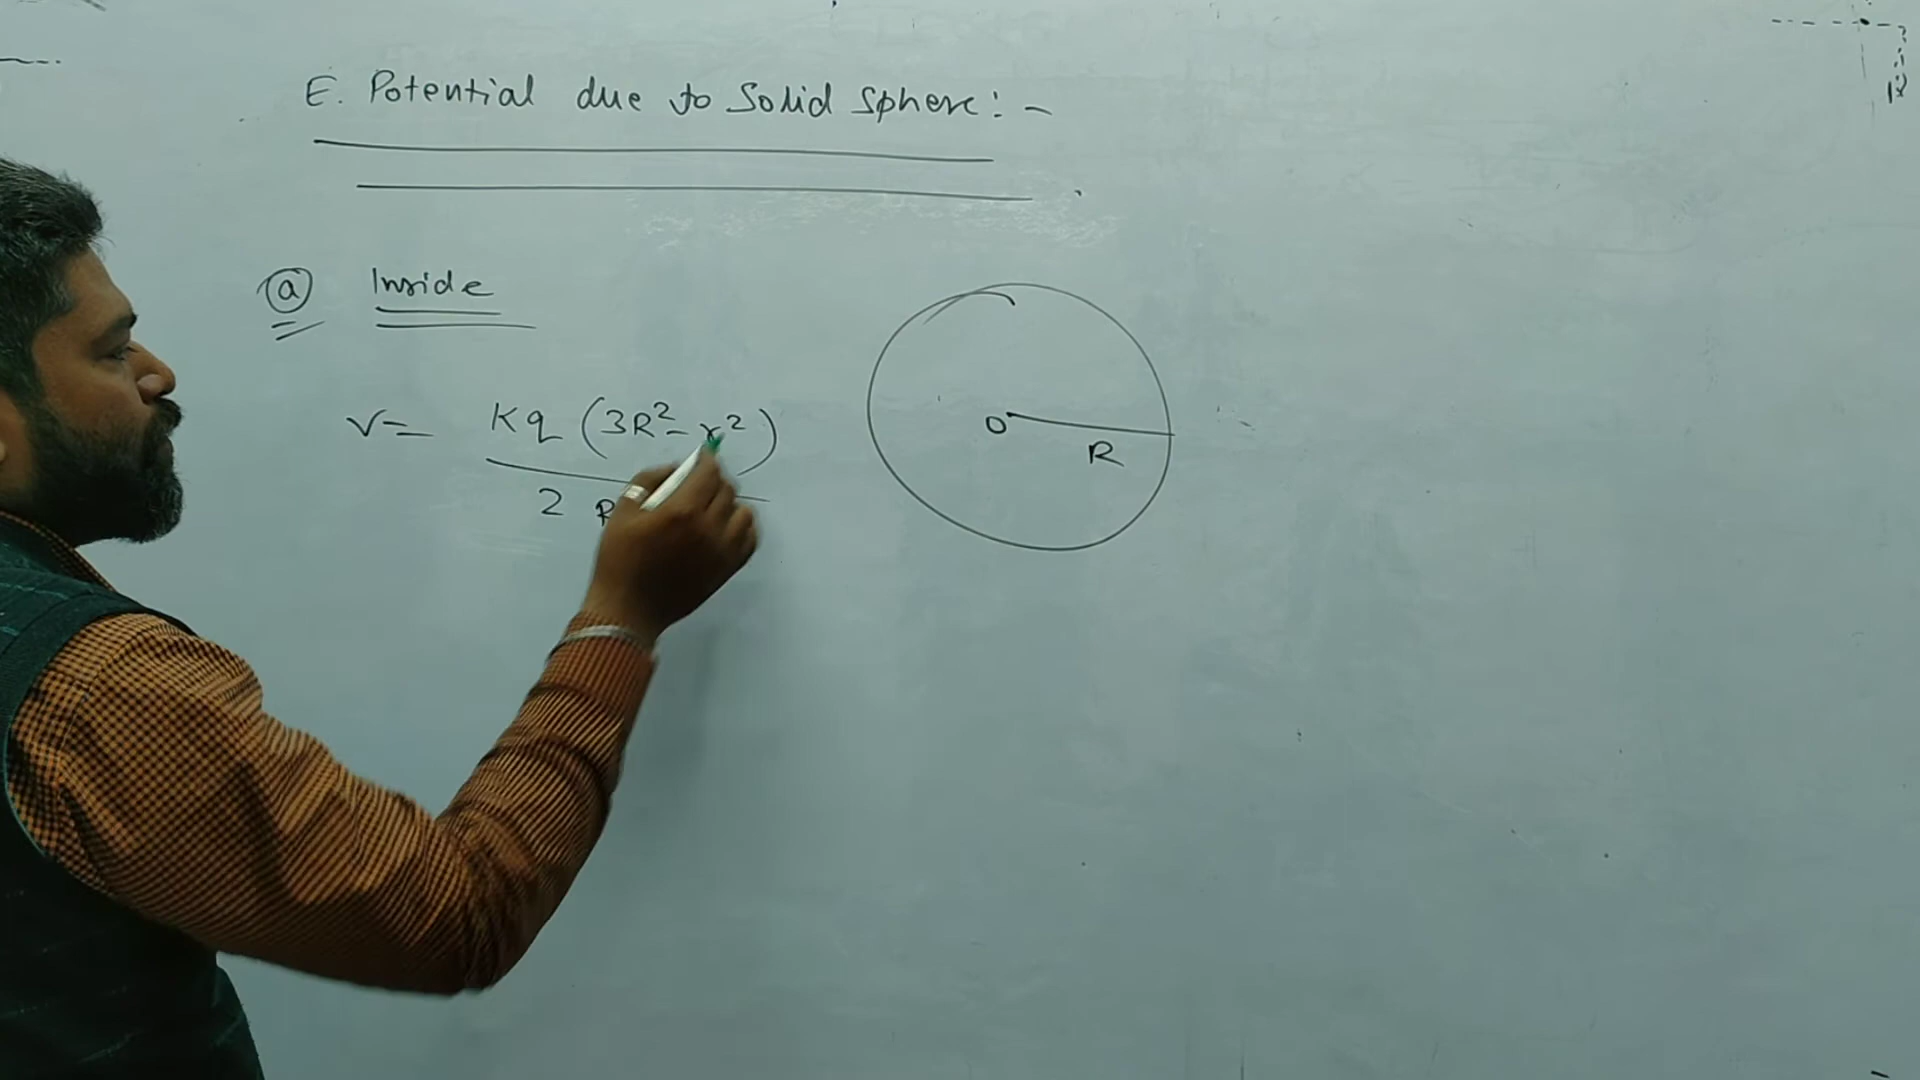 E. Potential due to Solid Sphere: -
(a) Inside
V = Kq (3R² - r²)
2 R
O
R
R